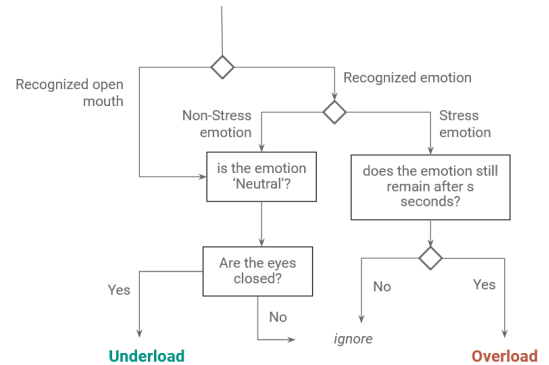 Recognized open
mouth
Recognized emotion
Non-Stress
emotion
Stress
emotion
is the emotion
‘Neutral’?
does the emotion still
remain after s
seconds?
Are the eyes
closed?
Yes
No
No
Yes
ignore
Underload
Overload